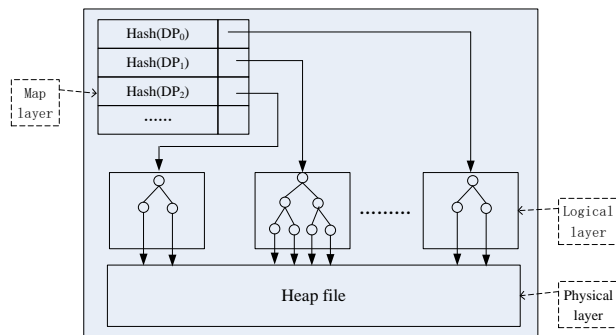 Hash(DP₀)
Hash(DP₁)
Hash(DP₂)
......
Map
layer
.........
Logical
layer
Heap file
Physical
layer